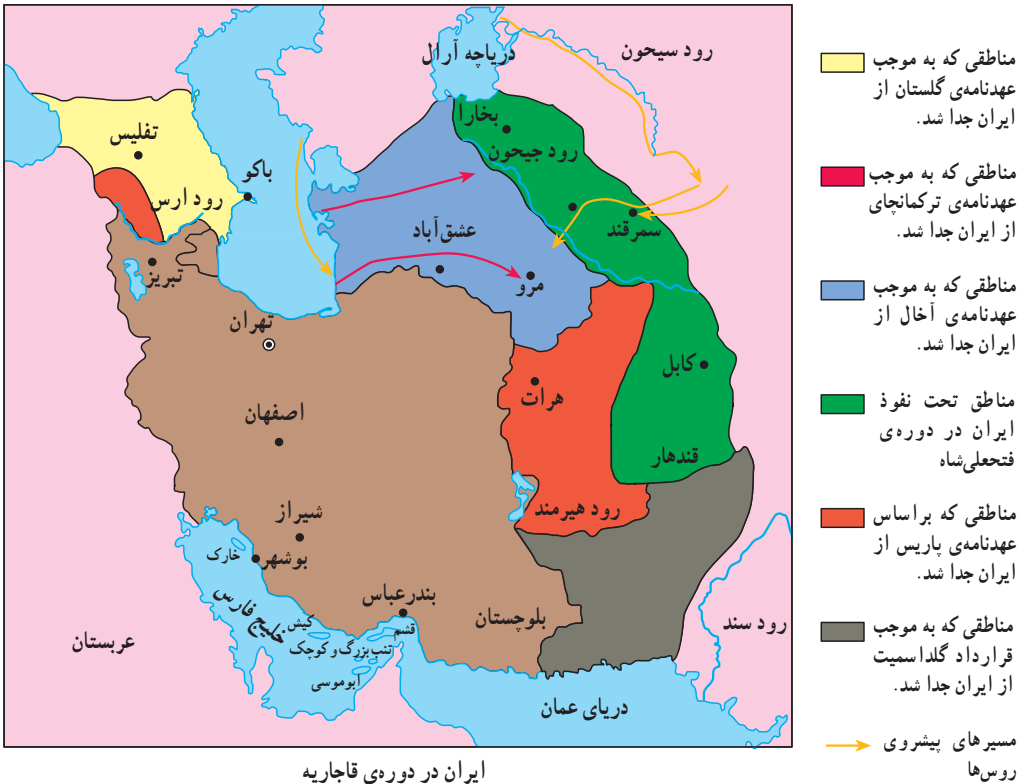 دریاچه آرال
رود سیحون
بخارا
رود جیحون
تفلیس
باکو
رود ارس
سمرقند
عشق‌آباد
مرو
تبریز
تهران
کابل
هرات
اصفهان
قندهار
رود هیرمند
شیراز
خارک
بوشهر
خلیج فارس
بندرعباس
بلوچستان
کیش
قشم
تنب‌بزرگ و کوچک
ابوموسی
عربستان
رود سند
دریای عمان
مناطقی که به موجب
عهدنامه‌ی گلستان از
ایران جدا شد.
مناطقی که به موجب
عهدنامه‌ی ترکمانچای
از ایران جدا شد.
مناطقی که به موجب
عهدنامه‌ی آخال از
ایران جدا شد.
مناطق تحت نفوذ
ایران در دوره‌ی
فتحعلی‌شاه
مناطقی که براساس
عهدنامه‌ی پاریس از
ایران جدا شد.
مناطقی که به موجب
قرارداد گلداسمیت
از ایران جدا شد.
مسیرهای پیشروی
روس‌ها
ایران در دوره‌ی قاجاریه